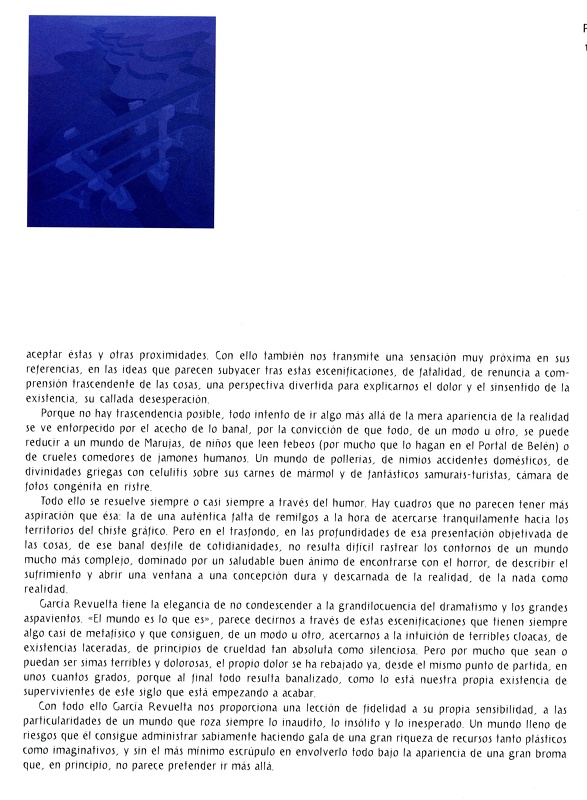 aceptar éstas y otras proximidades. Con ello también nos transmite una sensación muy próxima en sus
referencias, en las ideas que parecen subyacer tras estas escenificaciones, de fatalidad, de renuncia a com-
prensión trascendente de las cosas, una perspectiva divertida para explicarnos el dolor y el sinsentido de la
existencia, su callada desesperación.
Porque no hay trascendencia posible, todo intento de ir algo más allá de la mera apariencia de la realidad
se ve entorpecido por el acecho de lo banal, por la convicción de que todo, de un modo u otro, se puede
reducir a un mundo de Marujas, de niños que leen tebeos (por mucho que lo hagan en el Portal de Belén) o
de crueles comedores de jamones humanos. Un mundo de pollerías, de nimios accidentes domésticos, de
divinidades griegas con celulitis sobre sus carnes de mármol y de fantásticos samurais-turistas, cámara de
fotos congénita en ristre.
Todo ello se resuelve siempre o casi siempre a través del humor. Hay cuadros que no parecen tener más
aspiración que ésa: la de una auténtica falta de remilgos a la hora de acercarse tranquilamente hacia los
territorios del chiste gráfico. Pero en el trasfondo, en las profundidades de esa presentación objetivada de
las cosas, de ese banal desfile de cotidianidades, no resulta difícil rastrear los contornos de un mundo
mucho más complejo, dominado por un saludable buen ánimo de encontrarse con el horror, de describir el
sufrimiento y abrir una ventana a una concepción dura y descarnada de la realidad, de la nada como
realidad.
García Revuelta tiene la elegancia de no condescender a la grandilocuencia del dramatismo y los grandes
aspavientos. «El mundo es lo que es», parece decirnos a través de estas escenificaciones que tienen siempre
algo casi de metafísico y que consiguen, de un modo u otro, acercarnos a la intuición de terribles cloacas, de
existencias laceradas, de principios de crueldad tan absoluta como silenciosa. Pero por mucho que sean o
puedan ser simas terribles y dolorosas, el propio dolor se ha rebajado ya, desde el mismo punto de partida, en
unos cuantos grados, porque al final todo resulta banalizado, como lo está nuestra propia existencia de
supervivientes de este siglo que está empezando a acabar.
Con todo ello García Revuelta nos proporciona una lección de fidelidad a su propia sensibilidad, a las
particularidades de un mundo que roza siempre lo inaudito, lo insólito y lo inesperado. Un mundo lleno de
riesgos que él consigue administrar sabiamente haciendo gala de una gran riqueza de recursos tanto plásticos
como imaginativos, y sin el más mínimo escrúpulo en envolverlo todo bajo la apariencia de una gran broma
que, en principio, no parece pretender ir más allá.